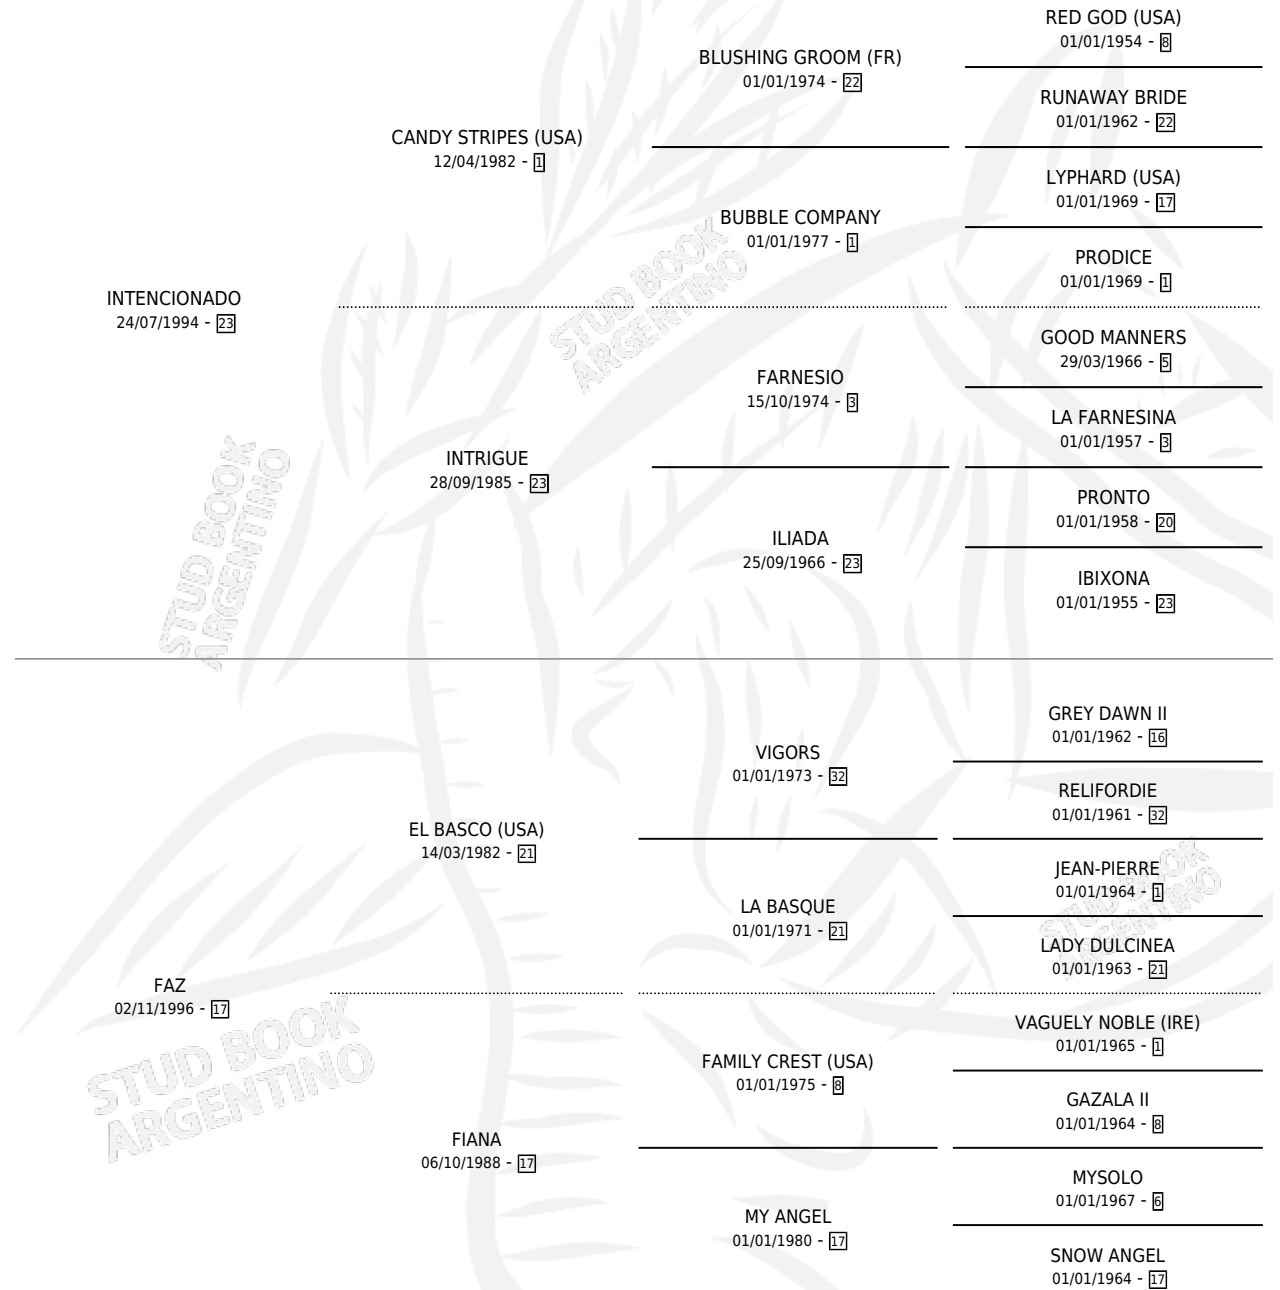 RED GOD (USA)
01/01/1954 - 8
BLUSHING GROOM (FR)
01/01/1974 - 22
RUNAWAY BRIDE
01/01/1962 - 22
CANDY STRIPES (USA)
12/04/1982 - 1
LYPHARD (USA)
01/01/1969 - 17
BUBBLE COMPANY
01/01/1977 - 1
PRODICE
01/01/1969 - 1
INTENCIONADO
24/07/1994 - 23
GOOD MANNERS
29/03/1966 - 5
FARNESIO
15/10/1974 - 3
LA FARNESINA
01/01/1957 - 3
INTRIGUE
28/09/1985 - 23
PRONTO
01/01/1958 - 20
ILIADA
25/09/1966 - 23
IBIXONA
01/01/1955 - 23
GREY DAWN II
01/01/1962 - 16
VIGORS
01/01/1973 - 32
RELIFORDIE
01/01/1961 - 32
EL BASCO (USA)
14/03/1982 - 21
JEAN-PIERRE
01/01/1964 - 1
LA BASQUE
01/01/1971 - 21
LADY DULCINEA
01/01/1963 - 21
FAZ
02/11/1996 - 17
VAGUELY NOBLE (IRE)
01/01/1965 - 1
FAMILY CREST (USA)
01/01/1975 - 8
GAZALA II
01/01/1964 - 8
FIANA
06/10/1988 - 17
MYSOLO
01/01/1967 - 6
MY ANGEL
01/01/1980 - 17
SNOW ANGEL
01/01/1964 - 17
STUD BOOK
ARGENTINO
STUD BOOK
ARGENTINO
STUD BOOK
ARGENTINO
STUD BOOK
ARGENTINO